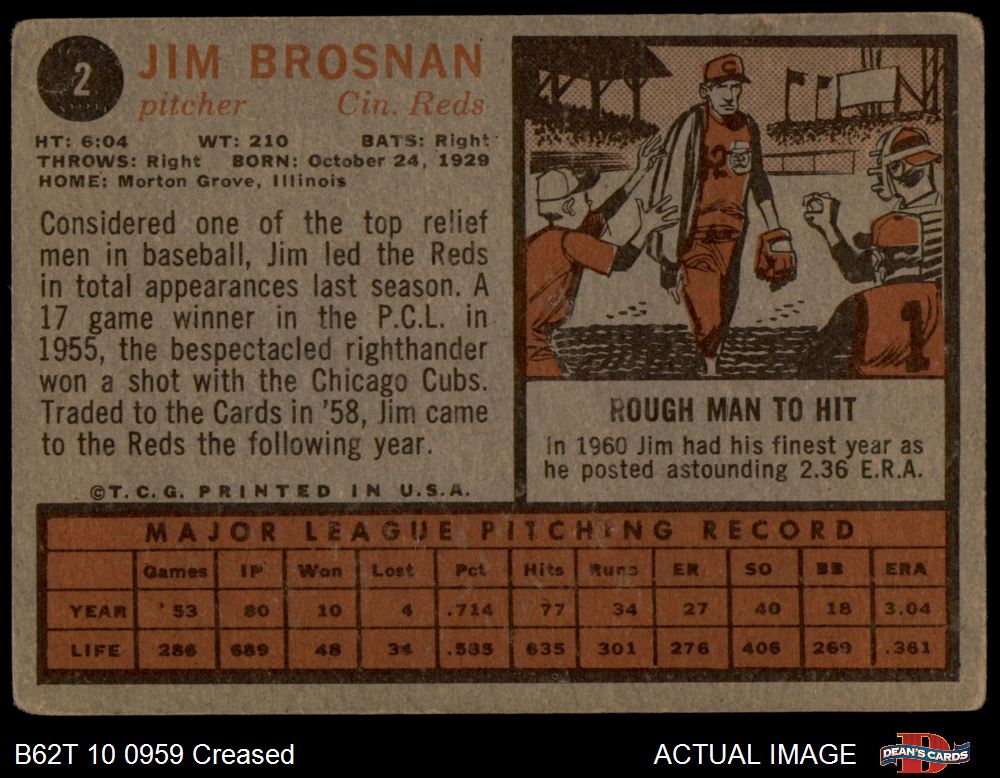 2
JIM BROSNAN
pitcher Cin. Reds
HT: 6:04 WT: 210 BATS: Right
THROWS: Right BORN: October 24, 1929
HOME: Morton Grove, Illinois
Considered one of the top relief
men in baseball, Jim led the Reds
in total appearances last season. A
17 game winner in the P.C.L. in
1955, the bespectacled righthander
won a shot with the Chicago Cubs.
Traded to the Cards in '58, Jim came
to the Reds the following year.
©T.C.G. PRINTED IN U.S.A.
C
2
1
ROUGH MAN TO HIT
In 1960 Jim had his finest year as
he posted astounding 2.36 E.R.A.
MAJOR LEAGUE PITCHING RECORD
Games IP Won Lost Pct Hits Runs ER SO BB ERA
YEAR 53 80 10 4 .714 77 34 27 40 18 3.04
LIFE 286 689 48 34 .585 635 301 276 406 269 .361
B62T 10 0959 Creased ACTUAL IMAGE
D
DEAN'S CARDS